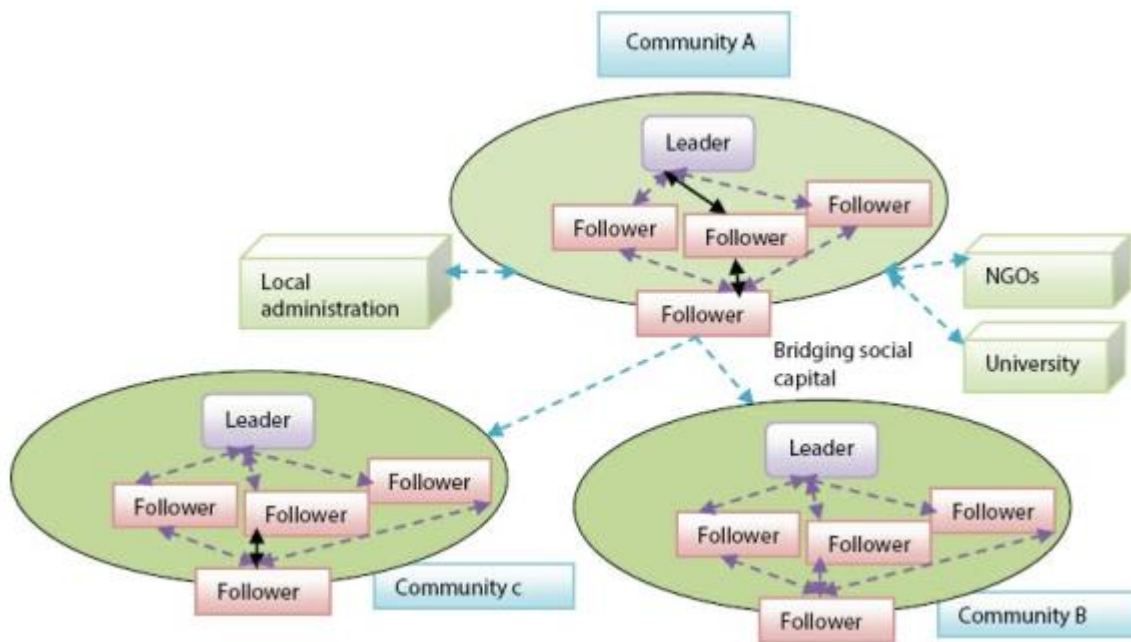 Community A
Leader
Follower
Follower
Follower
Follower
Local
administration
NGOs
University
Bridging social
capital
Leader
Follower
Follower
Follower
Follower
Community c
Leader
Follower
Follower
Follower
Follower
Community B